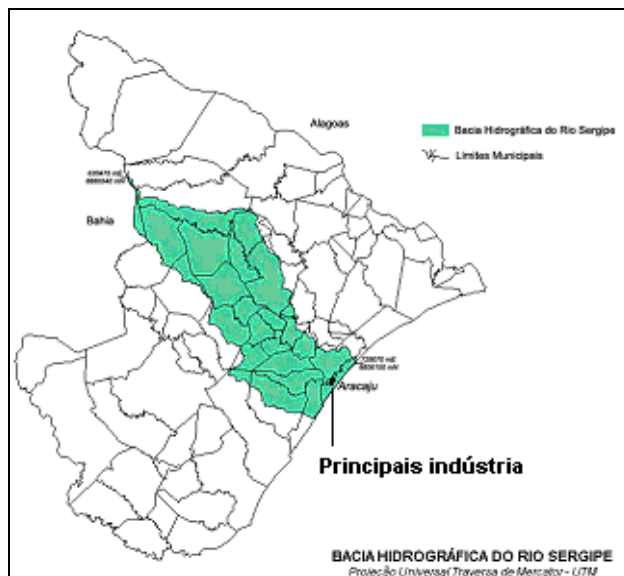 Alagoas
Bacia Hidrográfica do Rio Sergipe
Limites Municipais
Bahia
Aracaju
Principais indústria
BACIA HIDROGRÁFICA DO RIO SERGIPE
Projeção Universal Traversa de Mercator - UTM